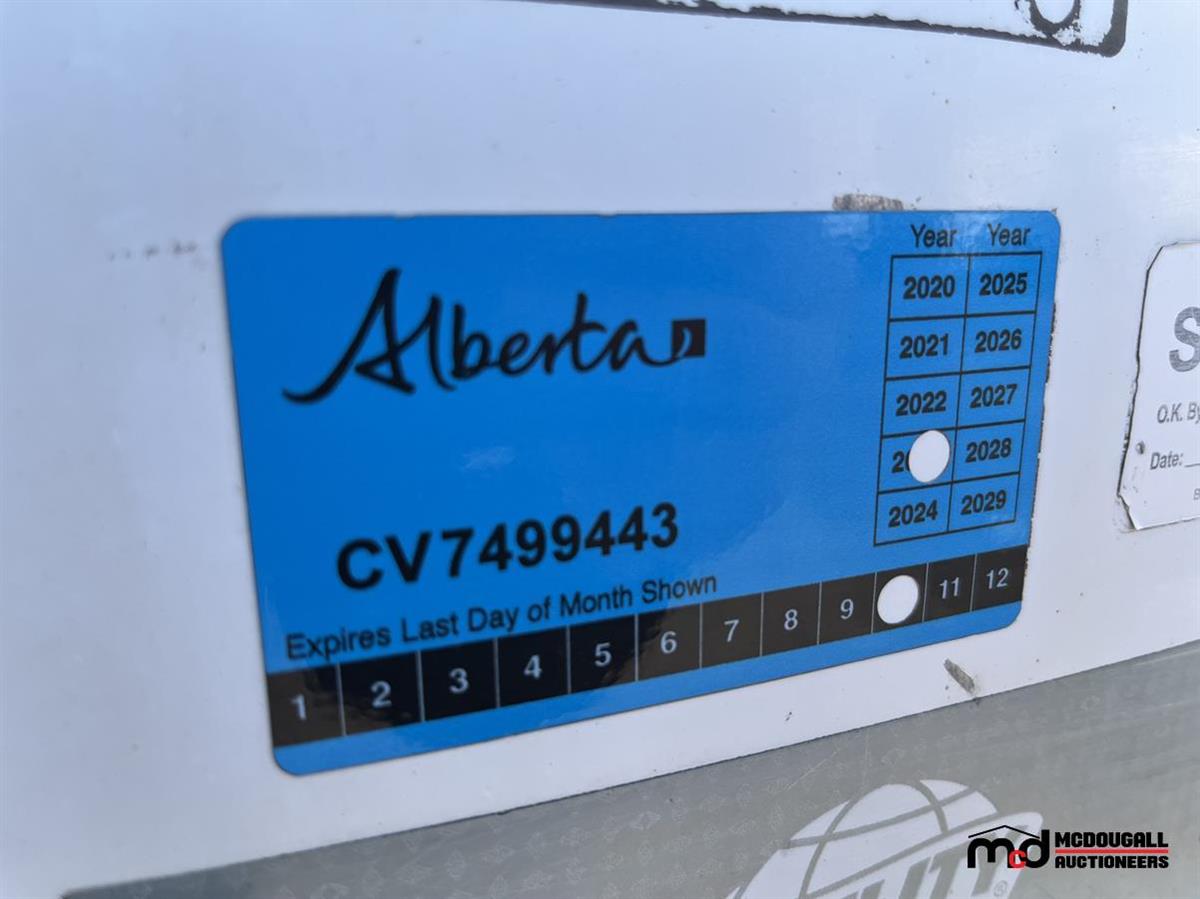 Year Year
2020 2025
2021 2026
2022 2027
2028
2024 2029
Alberta
CV7499443
Expires Last Day of Month Shown
1 2 3 4 5 6 7 8 9 11 12
O.K. By
Date:
mcd MCDOUGALL
AUCTIONEERS